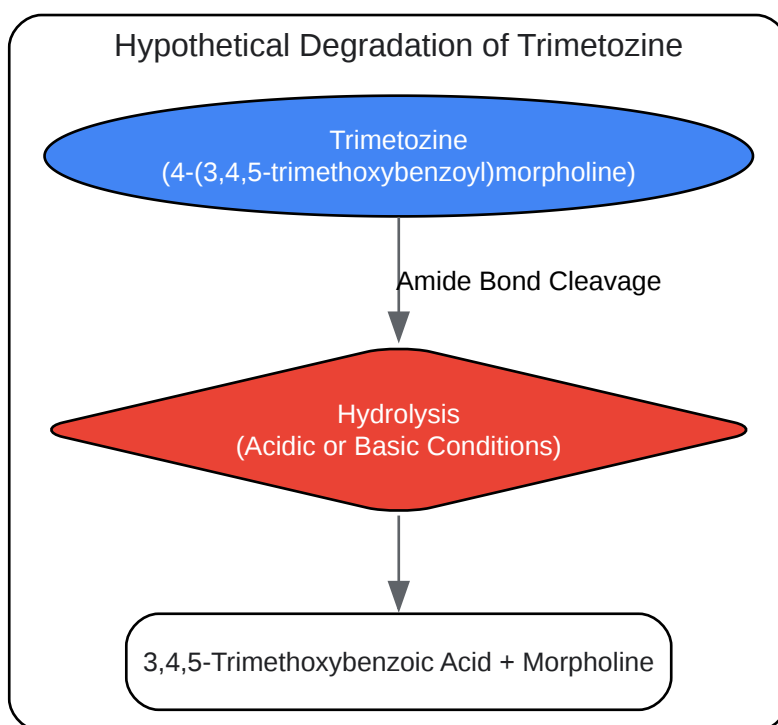 Hypothetical Degradation of Trimetozine
Trimetozine
(4-(3,4,5-trimethoxybenzoyl)morpholine)
Amide Bond Cleavage
Hydrolysis
(Acidic or Basic Conditions)
3,4,5-Trimethoxybenzoic Acid + Morpholine